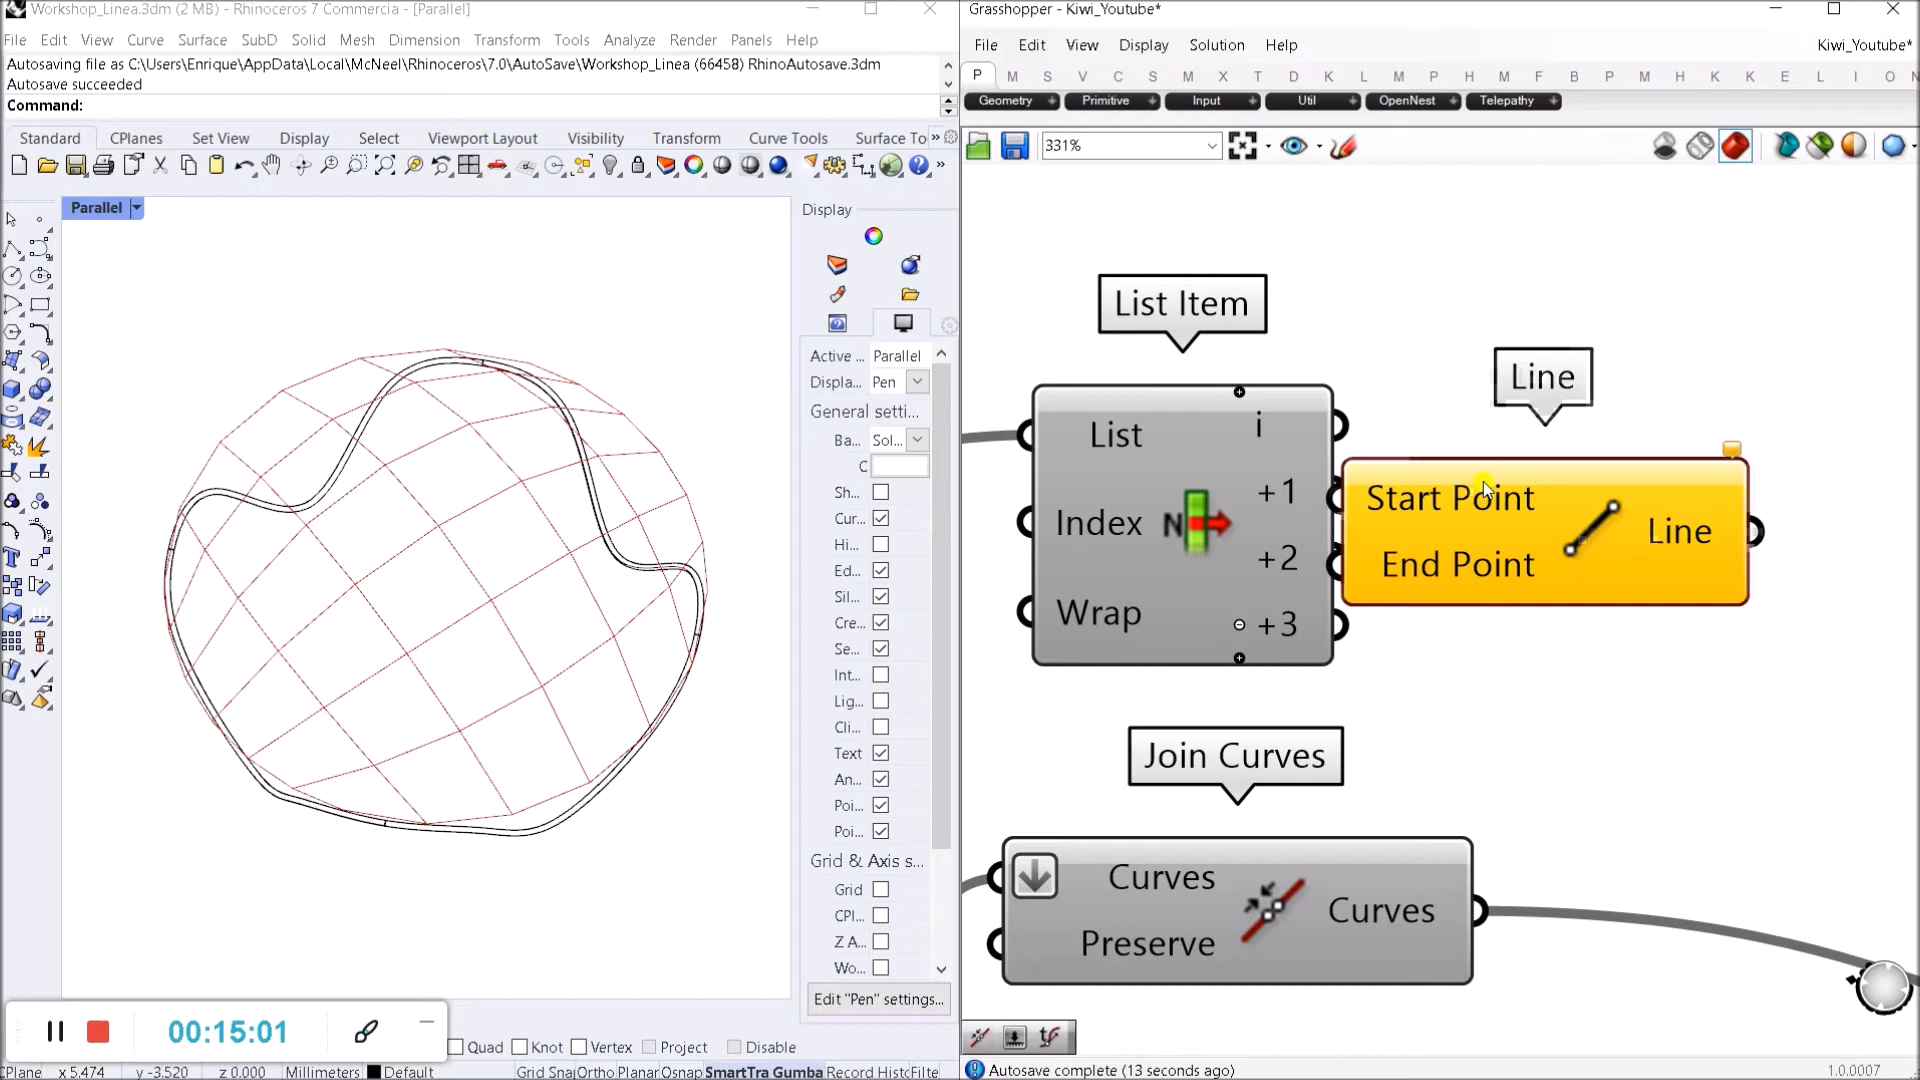 Workshop_Linea.3dm (2 MB) - Rhinoceros 7 Commercia - [Parallel]
File Edit View Curve Surface SubD Solid Mesh Dimension Transform Tools Analyze Render Panels Help
Autosaving file as C:\Users\Enrique\AppData\Local\McNeel\Rhinoceros\7.0\AutoSave\Workshop_Linea (66458) RhinoAutosave.3dm
Autosave succeeded
Command:
Standard CPlanes Set View Display Select Viewport Layout Visibility Transform Curve Tools Surface To »
Parallel
Display
Active ... Parallel
Displa... Pen
General setti...
Ba... Sol...
C
Sh...
Cur...
Hi...
Ed...
Sil...
Cre...
Se...
Int...
Lig...
Cli...
Text
An...
Poi...
Poi...
Grid & Axis s...
Grid
CPl...
Z A...
Wo...
Edit "Pen" settings...
00:15:01
Quad Knot Vertex Project Disable
CPlane x 5.474 y -3.520 z 0.000 Millimeters Default Grid Snap Ortho Planar Osnap SmartTra Gumba Record Histo Filte
Grasshopper - Kiwi_Youtube*
File Edit View Display Solution Help Kiwi_Youtube*
P M S V C S M X T D K L M P H M H K K E L I O N
Geometry Primitive Input Util OpenNest Telepathy
331%
List Item
List
Index
Wrap
N
i
+1
+2
+3
Line
Start Point
End Point
Line
Join Curves
Curves
Preserve
Curves
Autosave complete (13 seconds ago) 1.0.0007